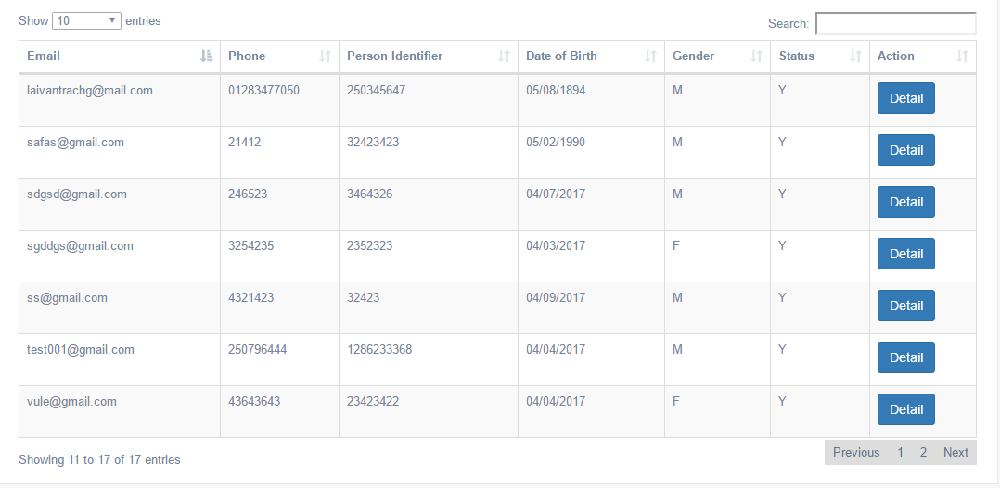 Show 10 entries Search:
Email Phone Person Identifier Date of Birth Gender Status Action
laivantrachg@mail.com 01283477050 250345647 05/08/1894 M Y Detail
safas@gmail.com 21412 32423423 05/02/1990 M Y Detail
sdgsd@gmail.com 246523 3464326 04/07/2017 M Y Detail
sgddgs@gmail.com 3254235 2352323 04/03/2017 F Y Detail
ss@gmail.com 4321423 32423 04/09/2017 M Y Detail
test001@gmail.com 250796444 1286233368 04/04/2017 M Y Detail
vule@gmail.com 43643643 23423422 04/04/2017 F Y Detail
Showing 11 to 17 of 17 entries Previous 1 2 Next